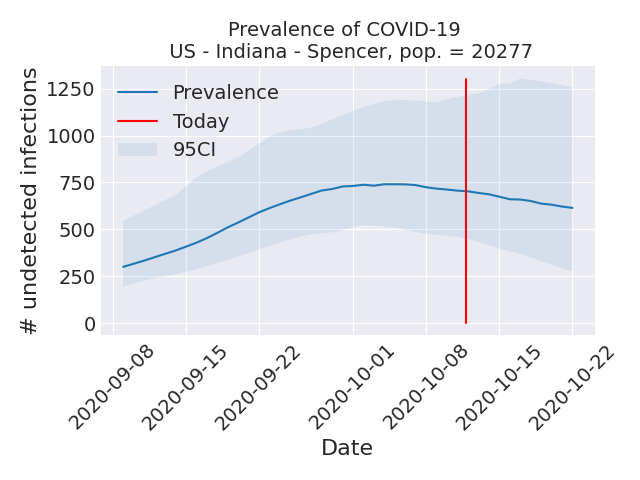 Prevalence of COVID-19
US - Indiana - Spencer, pop. = 20277
# undetected infections
1250
1000
750
500
250
0
Prevalence
Today
95CI
2020-09-08
2020-09-15
2020-09-22
2020-10-01
2020-10-08
2020-10-15
2020-10-22
Date